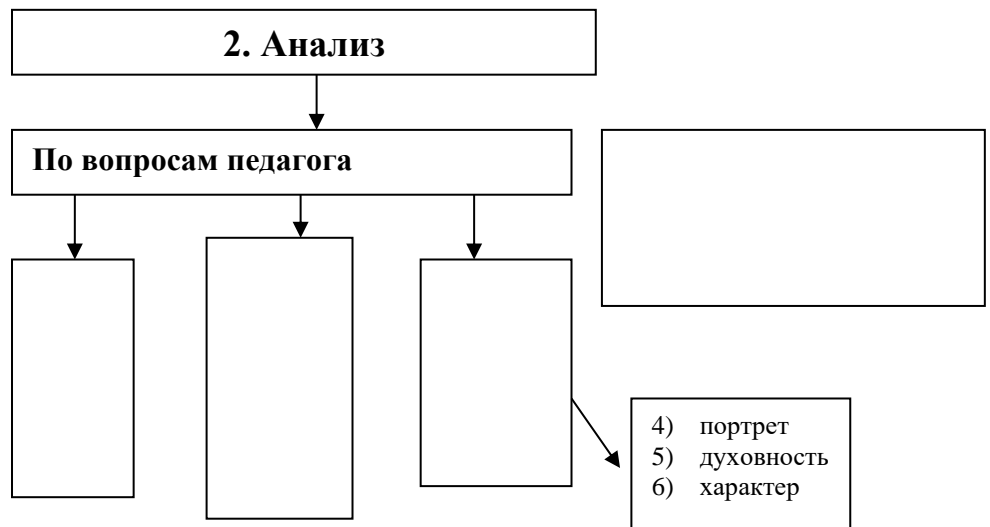 2. Анализ
По вопросам педагога
4) портрет
5) духовность
6) характер